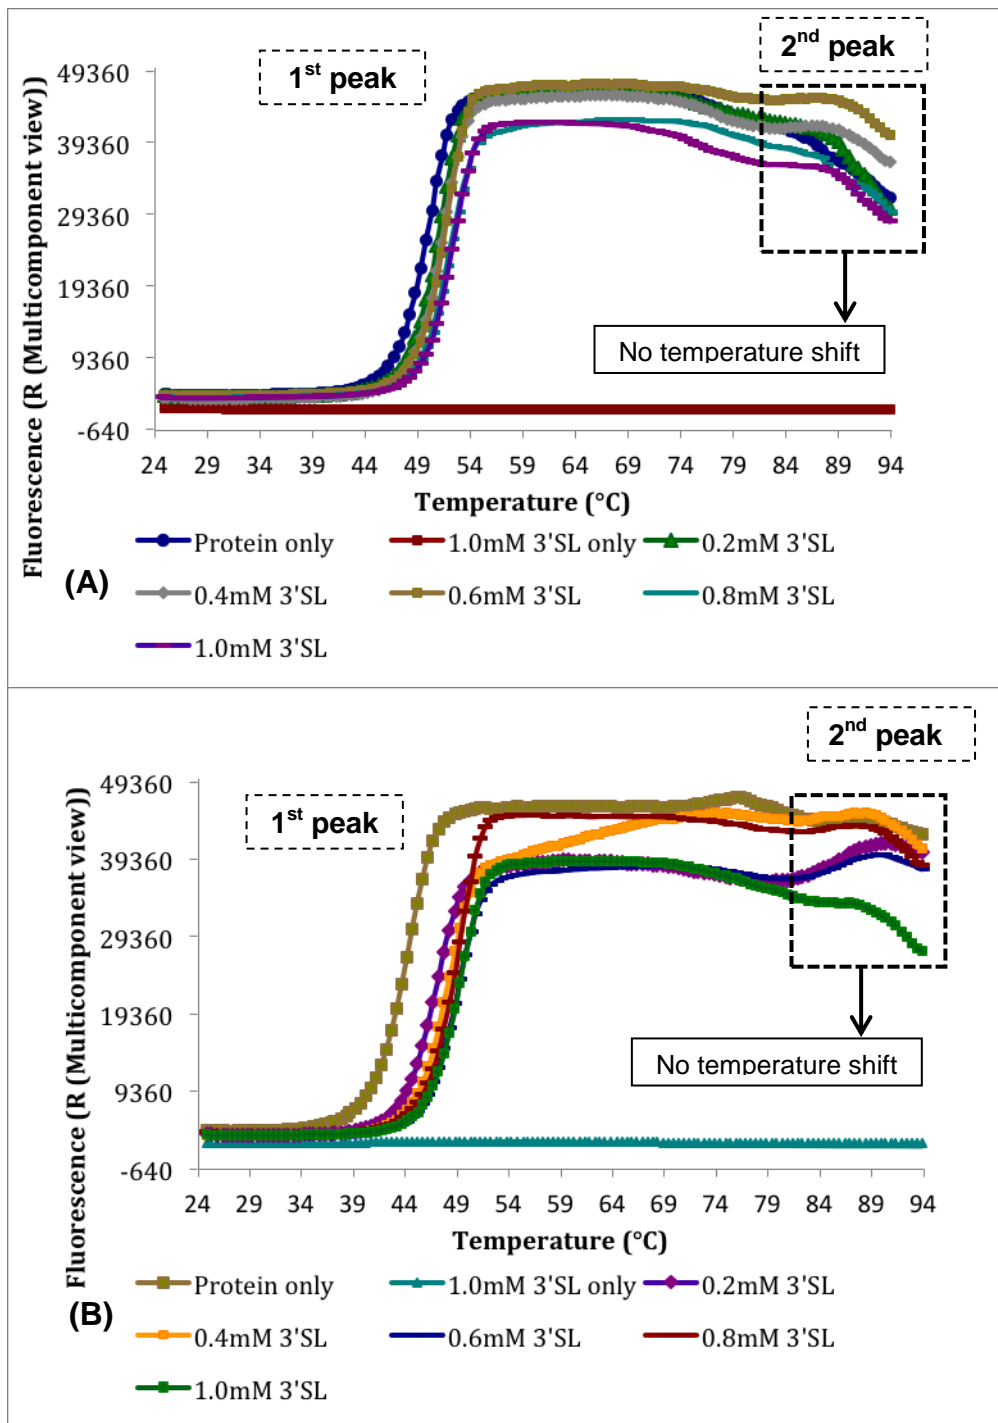 1st peak
2nd peak
49360
39360
29360
19360
9360
-640
Fluorescence (R (Multicomponent view))
No temperature shift
24 29 34 39 44 49 54 59 64 69 74 79 84 89 94
Temperature (°C)
Protein only 1.0mM 3'SL only 0.2mM 3'SL
(A)
0.4mM 3'SL 0.6mM 3'SL 0.8mM 3'SL
1.0mM 3'SL
2nd peak
1st peak
49360
39360
29360
19360
9360
-640
Fluorescence (R (Multicomponent view))
No temperature shift
24 29 34 39 44 49 54 59 64 69 74 79 84 89 94
Temperature (°C)
Protein only 1.0mM 3'SL only 0.2mM 3'SL
(B)
0.4mM 3'SL 0.6mM 3'SL 0.8mM 3'SL
1.0mM 3'SL